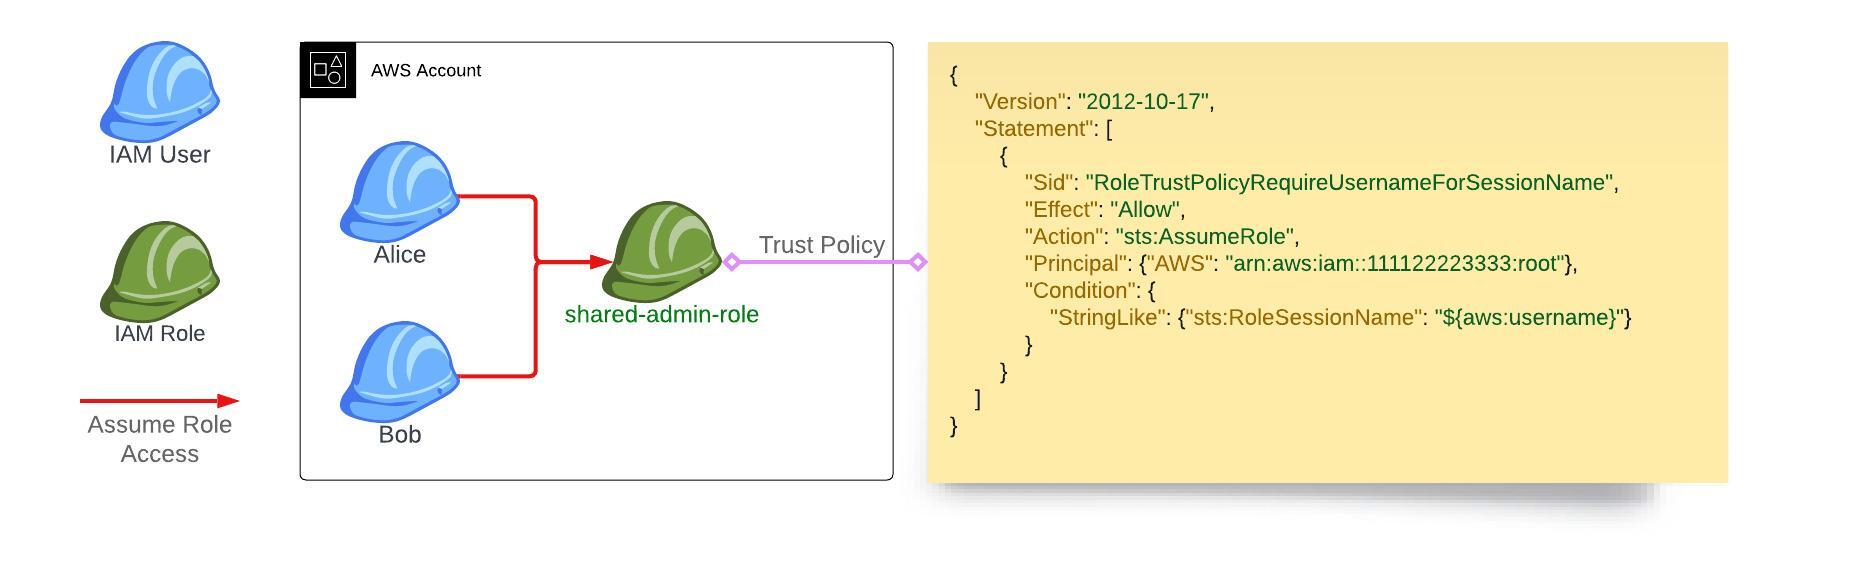 IAM User
IAM Role
Assume Role
Access
AWS Account
Alice
Bob
shared-admin-role
Trust Policy
{
"Version": "2012-10-17",
"Statement": [
{
"Sid": "RoleTrustPolicyRequireUsernameForSessionName",
"Effect": "Allow",
"Action": "sts:AssumeRole",
"Principal": {"AWS": "arn:aws:iam::111122223333:root"},
"Condition": {
"StringLike": {"sts:RoleSessionName": "${aws:username}"}
}
}
]
}